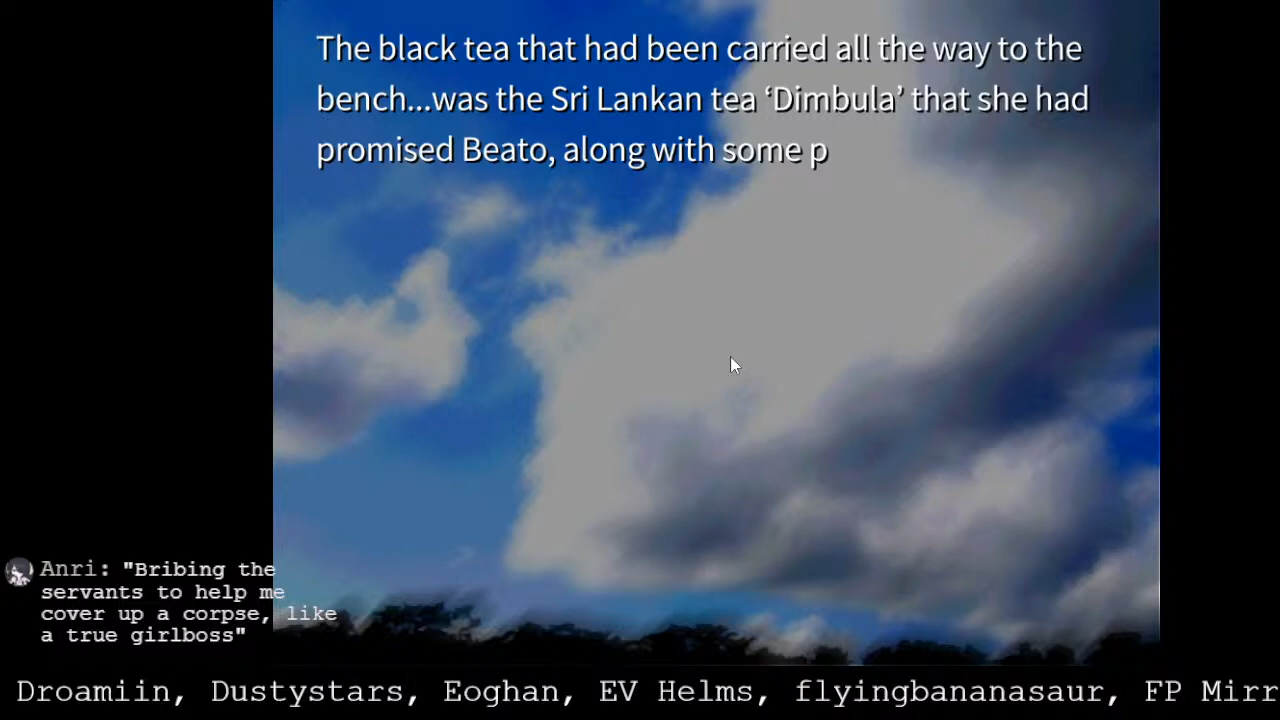 The black tea that had been carried all the way to the
bench...was the Sri Lankan tea ‘Dimbula’ that she had
promised Beato, along with some p
Anri: "Bribing the
servants to help me
cover up a corpse, like
a true girlboss"
Droamiin, Dustystars, Eoghan, EV Helms, flyingbananasaur, FP Mirr